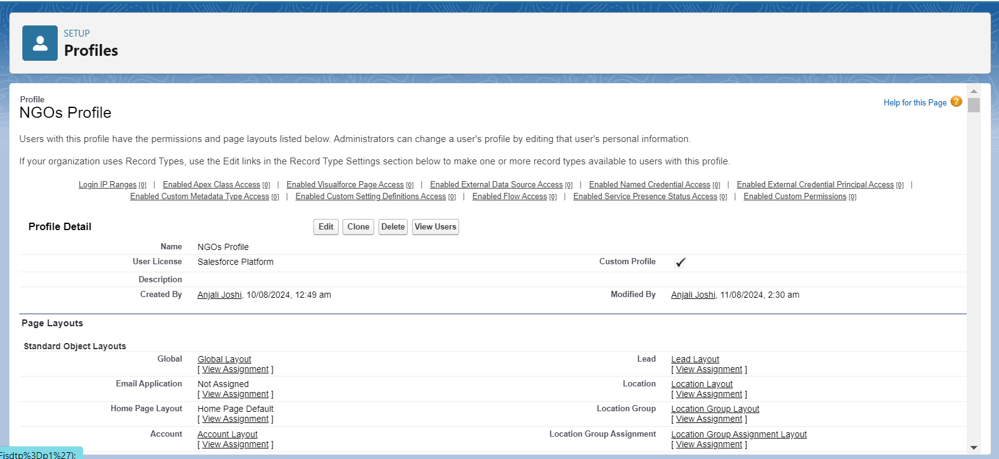 SETUP
Profiles
Profile
NGOs Profile
Help for this Page ?
Users with this profile have the permissions and page layouts listed below. Administrators can change a user's profile by editing that user's personal information.
If your organization uses Record Types, use the Edit links in the Record Type Settings section below to make one or more record types available to users with this profile.
Login IP Ranges [0] | Enabled Apex Class Access [0] | Enabled Visualforce Page Access [0] | Enabled External Data Source Access [0] | Enabled Named Credential Access [0] | Enabled External Credential Principal Access [0] |
Enabled Custom Metadata Type Access [0] | Enabled Custom Setting Definitions Access [0] | Enabled Flow Access [0] | Enabled Service Presence Status Access [0] | Enabled Custom Permissions [0]
Profile Detail Edit Clone Delete View Users
Name NGOs Profile
User License Salesforce Platform Custom Profile
Description
Created By Anjali Joshi, 10/08/2024, 12:49 am Modified By Anjali Joshi, 11/08/2024, 2:30 am
Page Layouts
Standard Object Layouts
Global Global Layout Lead Lead Layout
[ View Assignment ] [ View Assignment ]
Email Application Not Assigned Location Location Layout
[ View Assignment ] [ View Assignment ]
Home Page Layout Home Page Default Location Group Location Group Layout
[ View Assignment ] [ View Assignment ]
Account Account Layout Location Group Assignment Location Group Assignment Layout
[ View Assignment ] [ View Assignment ]
Fisdtp%3Dp1%27);